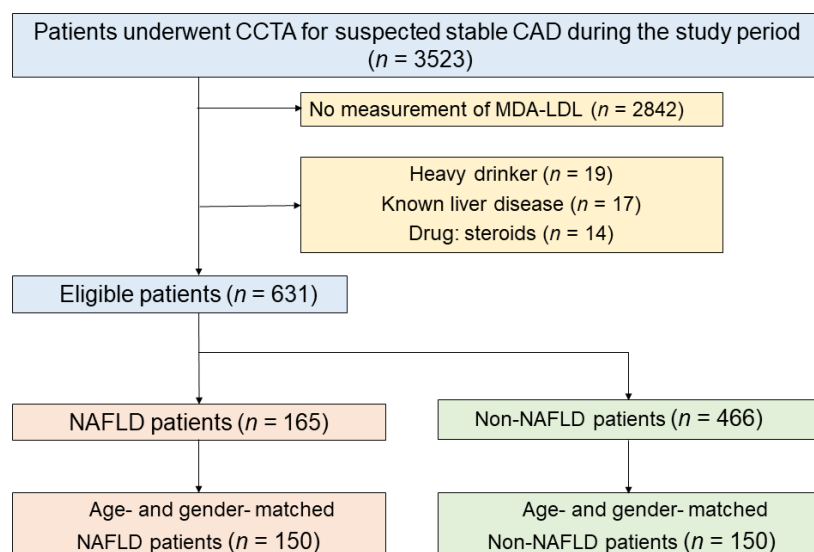 Patients underwent CCTA for suspected stable CAD during the study period
(n = 3523)
No measurement of MDA-LDL (n = 2842)
Heavy drinker (n = 19)
Known liver disease (n = 17)
Drug: steroids (n = 14)
Eligible patients (n = 631)
NAFLD patients (n = 165)
Non-NAFLD patients (n = 466)
Age- and gender- matched
NAFLD patients (n = 150)
Age- and gender- matched
Non-NAFLD patients (n = 150)